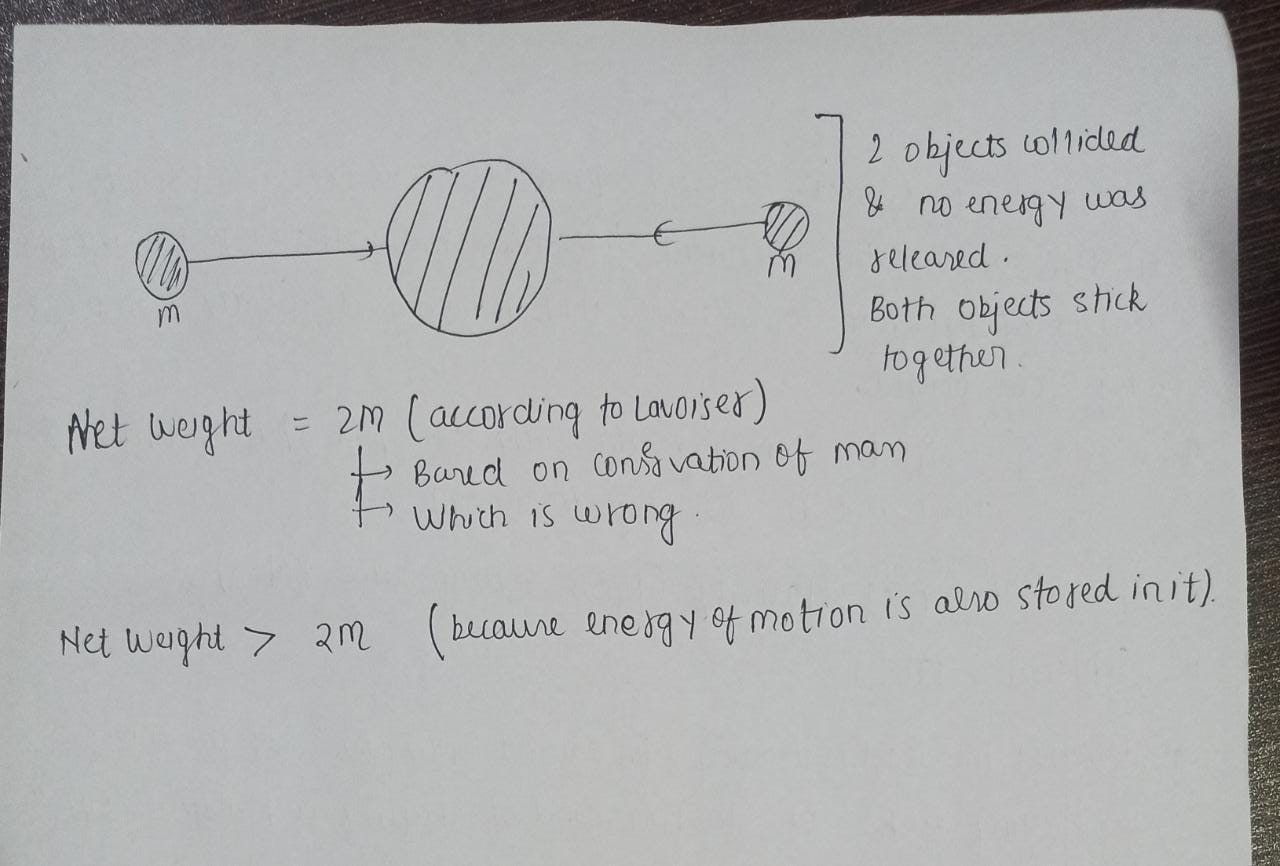 m
m
2 objects collided
& no energy was
released.
Both objects stick
together.
Net weight = 2m (according to Lavoiser)
→ Based on consrvation of mass
→ Which is wrong.
Net weight > 2m (because energy of motion is also stored in it).